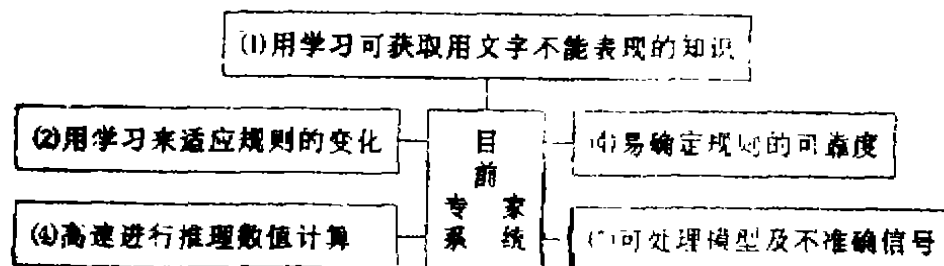 (1)用学习可获取用文字不能表现的知识
(2)用学习来适应规则的变化
目
前
专 家
系 统
易确定规则的可靠度
(4)高速进行推理数值计算
可处理模型及不准确信号